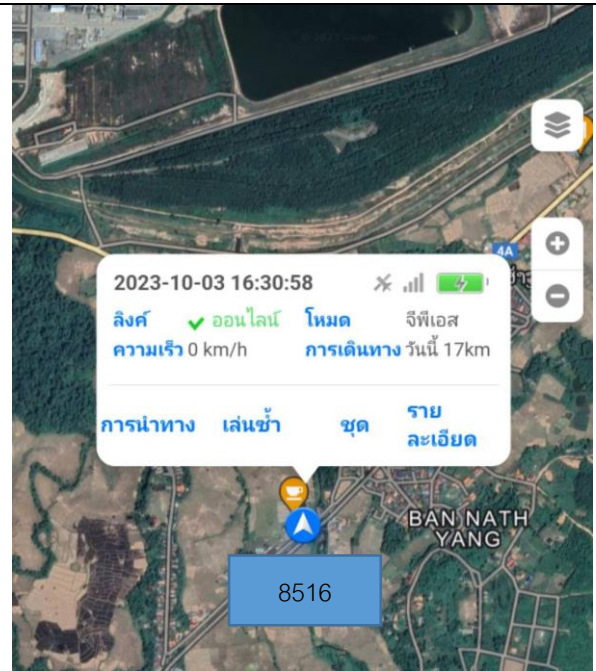 4A
2023-10-03 16:30:58
ลิงค์ ออนไลน์ โหมด จีพีเอส
ความเร็ว 0 km/h การเดินทาง วันนี้ 17km
การนำทาง เล่นซ้ำ ชุด ราย
ละเอียด
BAN NATH
YANG
8516